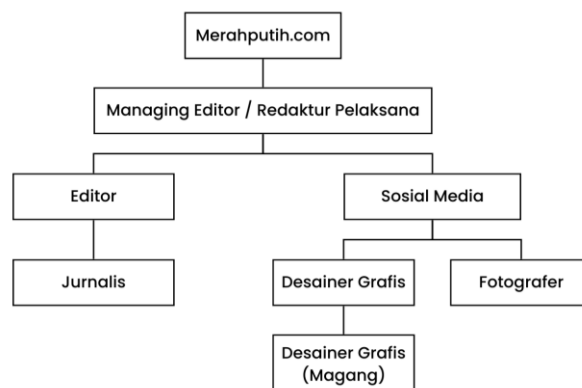 Merahputih.com
Managing Editor / Redaktur Pelaksana
Editor
Sosial Media
Jurnalis
Desainer Grafis
Fotografer
Desainer Grafis
(Magang)